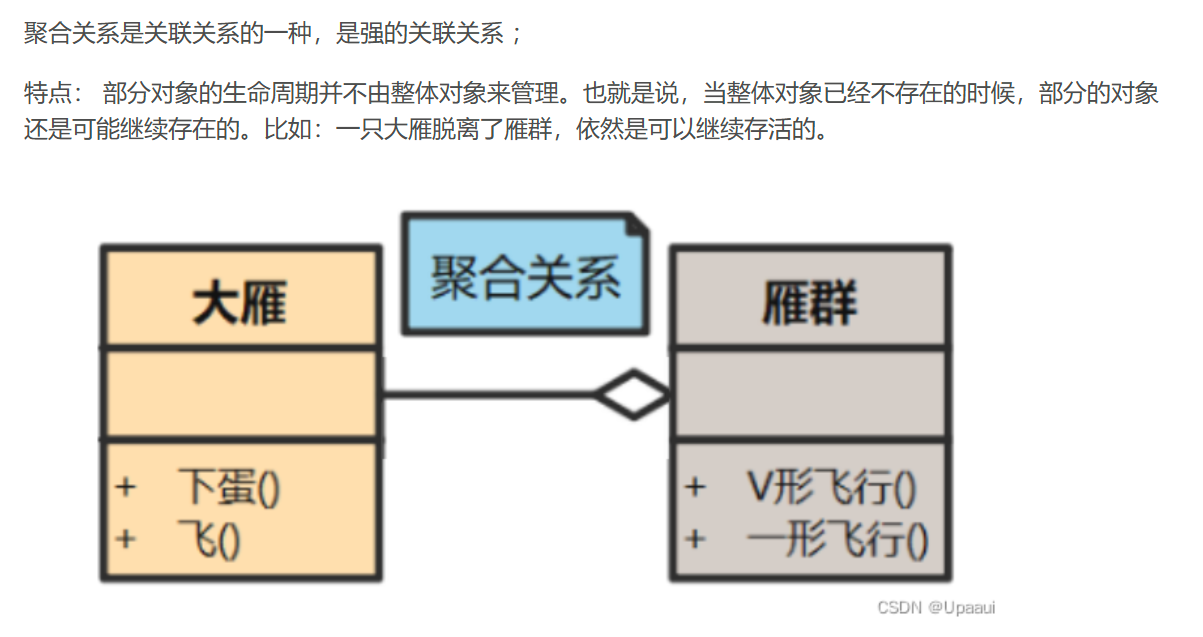 聚合关系是关联关系的一种，是强的关联关系；
特点： 部分对象的生命周期并不由整体对象来管理。也就是说，当整体对象已经不存在的时候，部分的对象
还是可能继续存在的。比如：一只大雁脱离了雁群，依然是可以继续存活的。
聚合关系
大雁
+ 下蛋()
+ 飞()
雁群
+ V形飞行()
+ 一形飞行()
CSDN @Upaaui